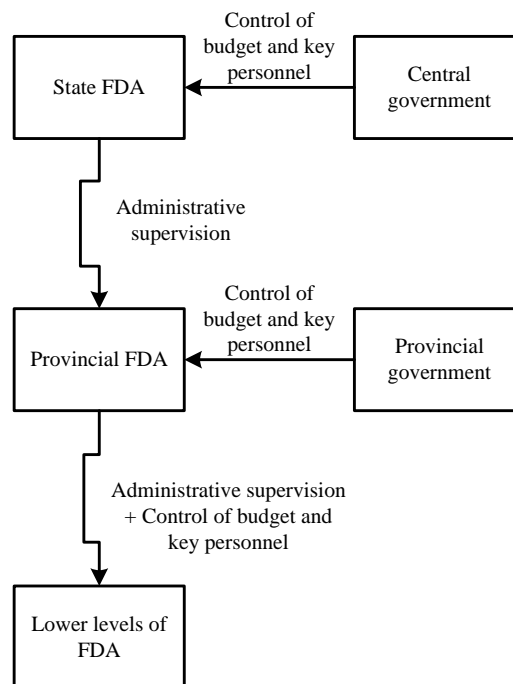 Control of
budget and key
personnel
State FDA
Central
government
Administrative
supervision
Control of
budget and key
personnel
Provincial FDA
Provincial
government
Administrative supervision
+ Control of budget and
key personnel
Lower levels of
FDA